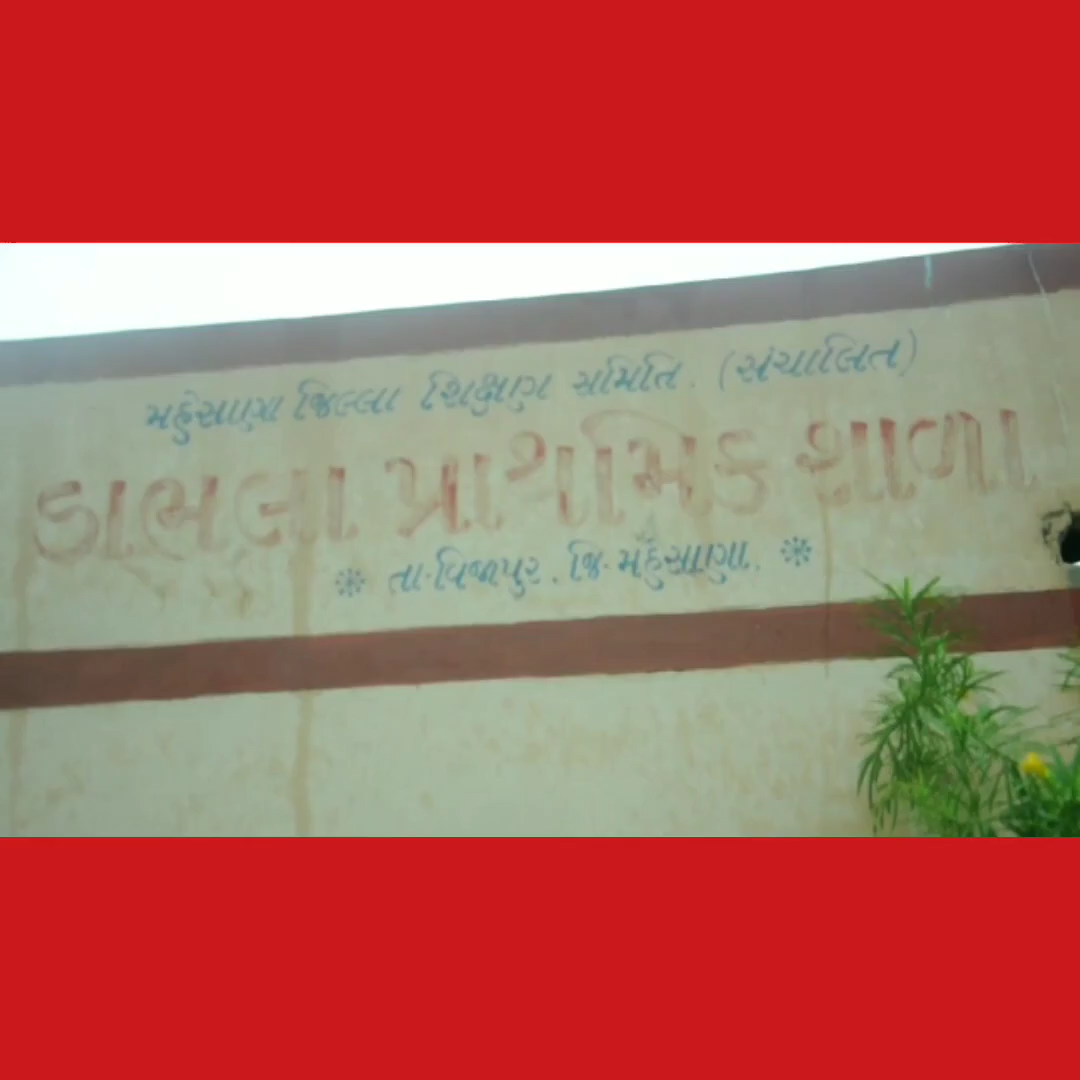 મહેસાણા જિલ્લા શિક્ષણ સમિતિ. (સંચાલિત)
ડાભલા પ્રાથમિક શાળા
તા.વિજાપુર. જિ.મહેસાણા.